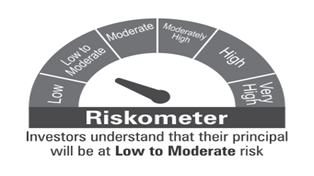 Low
Low to
Moderate
Moderate
Moderately
High
High
Very
High
Riskometer
Investors understand that their principal
will be at Low to Moderate risk